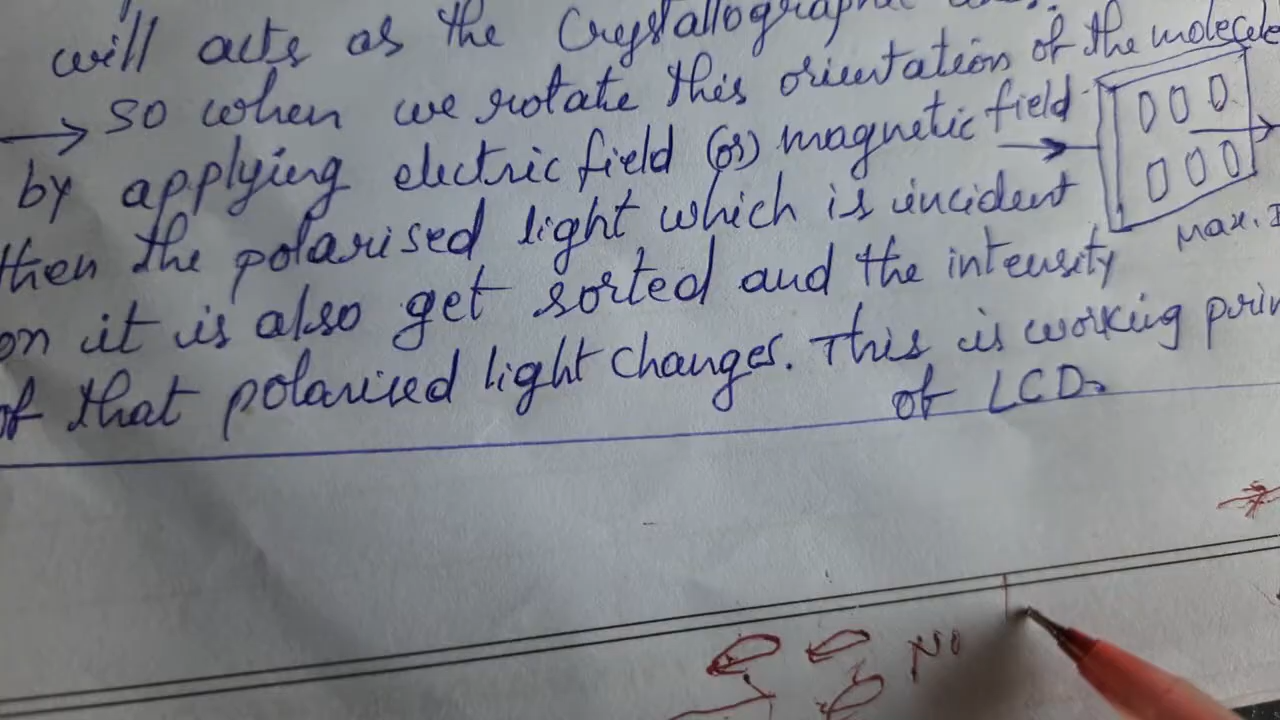 will acts as the Crystallographic
→ so when we rotate this orientation of the molecule
by applying electric field (or) magnetic field
then the polarised light which is incident
on it is also get sorted and the intensity
of that polarised light changes. This is working prin
of LCD.
Max. I
No